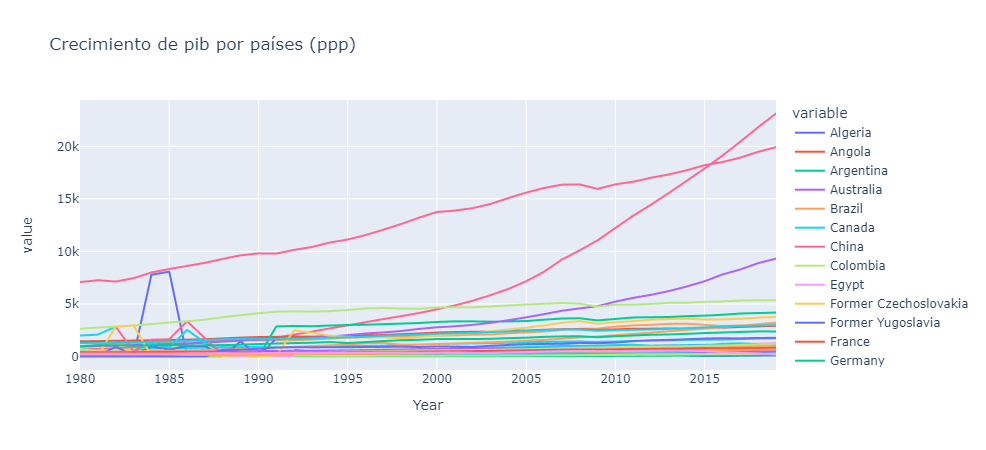 Crecimiento de pib por países (ppp)
variable
Algeria
Angola
Argentina
Australia
Brazil
Canada
China
Colombia
Egypt
Former Czechoslovakia
Former Yugoslavia
France
Germany
value
20k
15k
10k
5k
0
1980 1985 1990 1995 2000 2005 2010 2015
Year